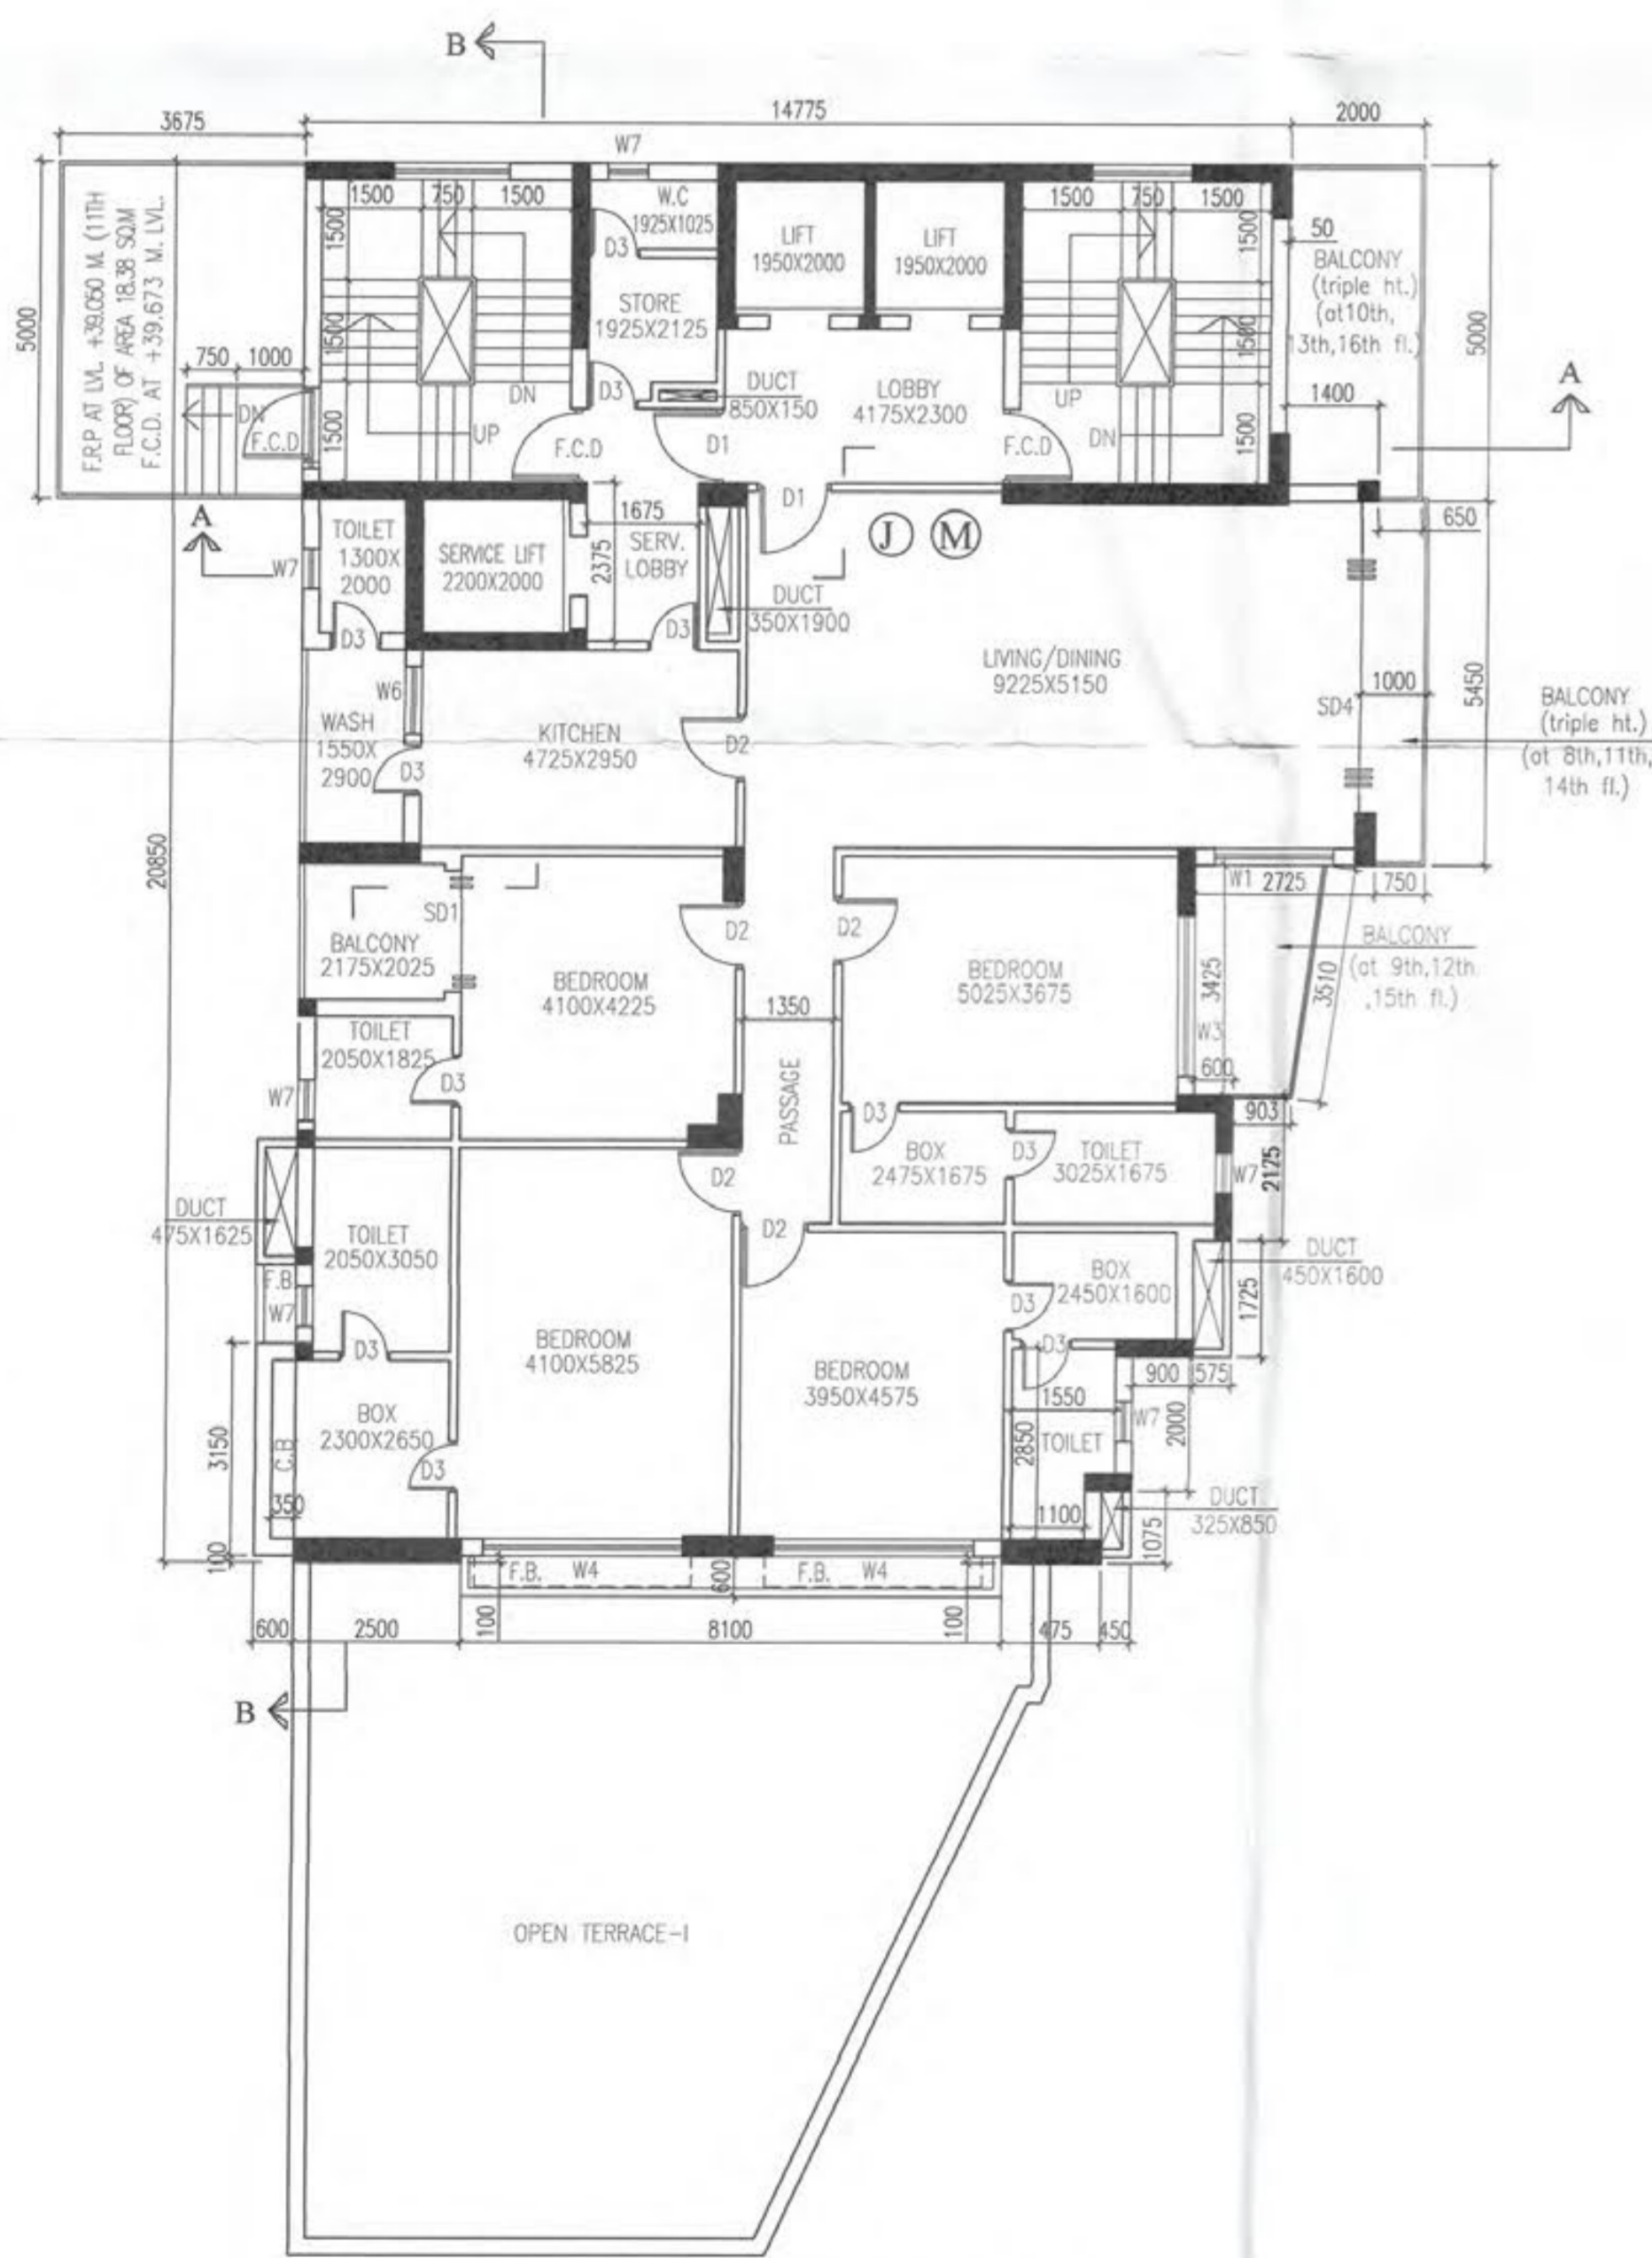 B
3675
14775
2000
W7
F.R.P AT LVL. +39.050 M. (11TH
FLOOR) OF AREA 18.38 SQ.M
F.C.D. AT +39.673 M. LVL.
5000
1500
750
1500
1500
1500
1500
DN
UP
750
1000
DN
F.C.D
F.C.D
W.C
1925X1025
D3
STORE
1925X2125
D3
DUCT
850X150
D1
LIFT
1950X2000
LIFT
1950X2000
LOBBY
4175X2300
D1
F.C.D
1500
750
1500
1500
1500
1500
UP
DN
50
BALCONY
(triple ht.)
(at10th,
13th,16th fl.)
1400
5000
A
A
W7
TOILET
1300X
2000
D3
SERVICE LIFT
2200X2000
1675
2375
SERV.
LOBBY
D3
DUCT
350X1900
J M
650
LIVING/DINING
9225X5150
1000
5450
SD4
BALCONY
(triple ht.)
(at 8th,11th,
14th fl.)
W6
WASH
1550X
2900
D3
KITCHEN
4725X2950
D2
20850
SD1
BALCONY
2175X2025
BEDROOM
4100X4225
D2
D2
BEDROOM
5025X3675
W1
2725
750
3425
3510
W3
600
903
BALCONY
(at 9th,12th
,15th fl.)
1350
PASSAGE
TOILET
2050X1825
D3
W7
D3
BOX
2475X1675
D3
TOILET
3025X1675
W7
2125
DUCT
475X1625
TOILET
2050X3050
F.B.
W7
D3
D2
D2
BEDROOM
4100X5825
BEDROOM
3950X4575
D3
BOX
2450X1600
DUCT
450X1600
1725
D3
900
575
1550
2850
TOILET
W7
2000
1100
DUCT
325X850
1075
3150
C.B
BOX
2300X2650
D3
350
100
F.B. W4
600
F.B. W4
600
2500
100
8100
100
475
450
B
OPEN TERRACE-1